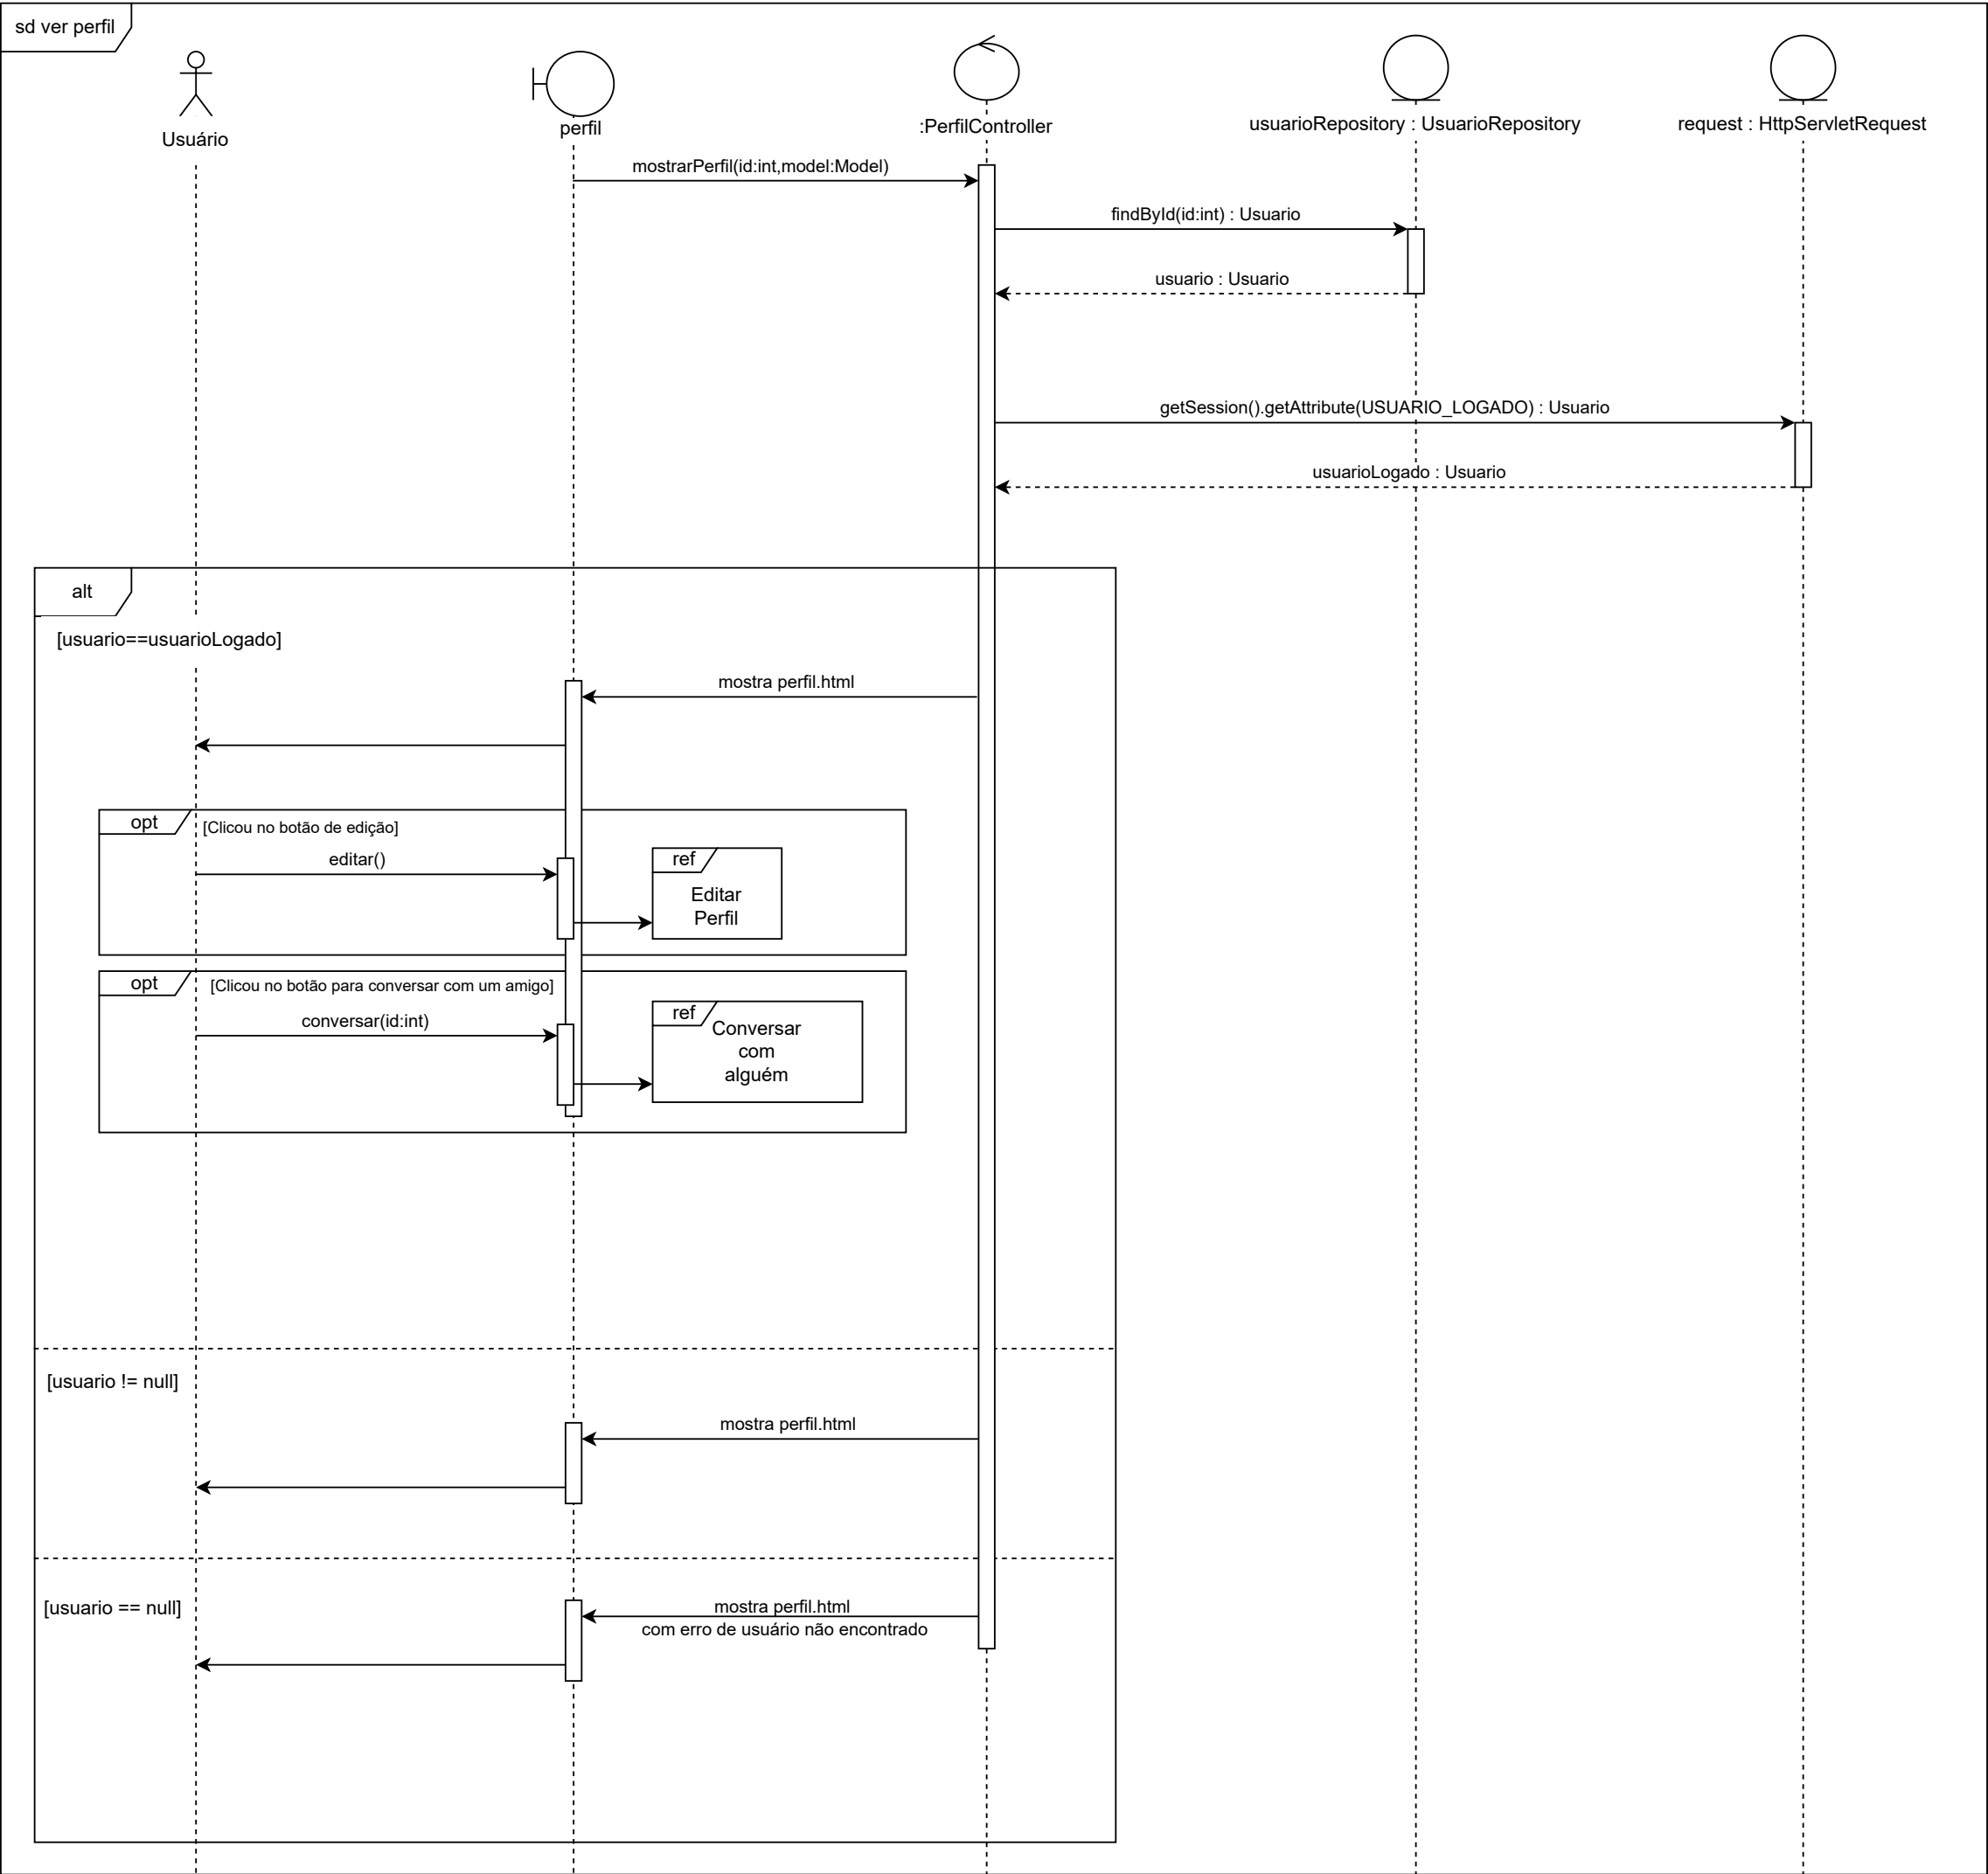 sd ver perfil
Usuário
perfil
:PerfilController
usuarioRepository : UsuarioRepository
request : HttpServletRequest
mostrarPerfil(id:int,model:Model)
findById(id:int) : Usuario
usuario : Usuario
getSession().getAttribute(USUARIO_LOGADO) : Usuario
usuarioLogado : Usuario
alt
[usuario==usuarioLogado]
mostra perfil.html
opt
[Clicou no botão de edição]
editar()
ref
Editar
Perfil
opt
[Clicou no botão para conversar com um amigo]
conversar(id:int)
ref
Conversar
com
alguém
[usuario != null]
mostra perfil.html
[usuario == null]
mostra perfil.html
com erro de usuário não encontrado